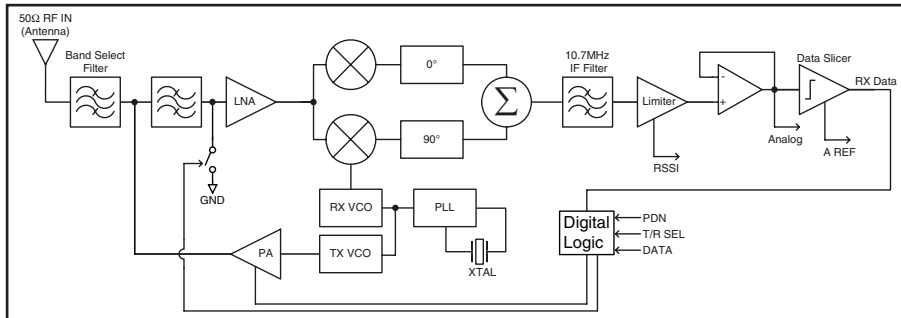 50Ω RF IN
(Antenna)
Band Select
Filter
LNA
0°
90°
Σ
10.7MHz
IF Filter
Limiter
RSSI
-
+
Analog
Data Slicer
RX Data
A REF
GND
RX VCO
PLL
TX VCO
PA
XTAL
Digital
Logic
PDN
T/R SEL
DATA